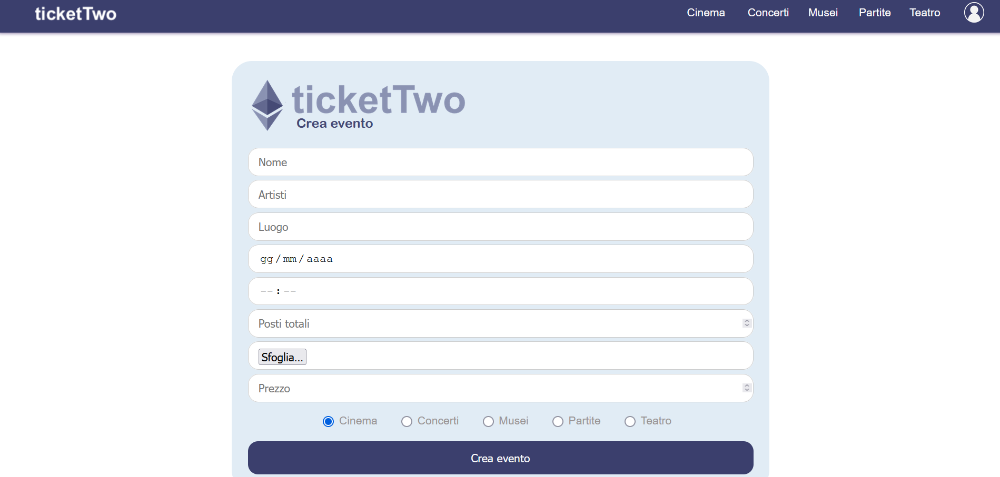 ticketTwo Cinema Concerti Musei Partite Teatro
ticketTwo
Crea evento
Nome
Artisti
Luogo
gg/mm/aaaa
--:--
Posti totali
Sfoglia...
Prezzo
Cinema Concerti Musei Partite Teatro
Crea evento